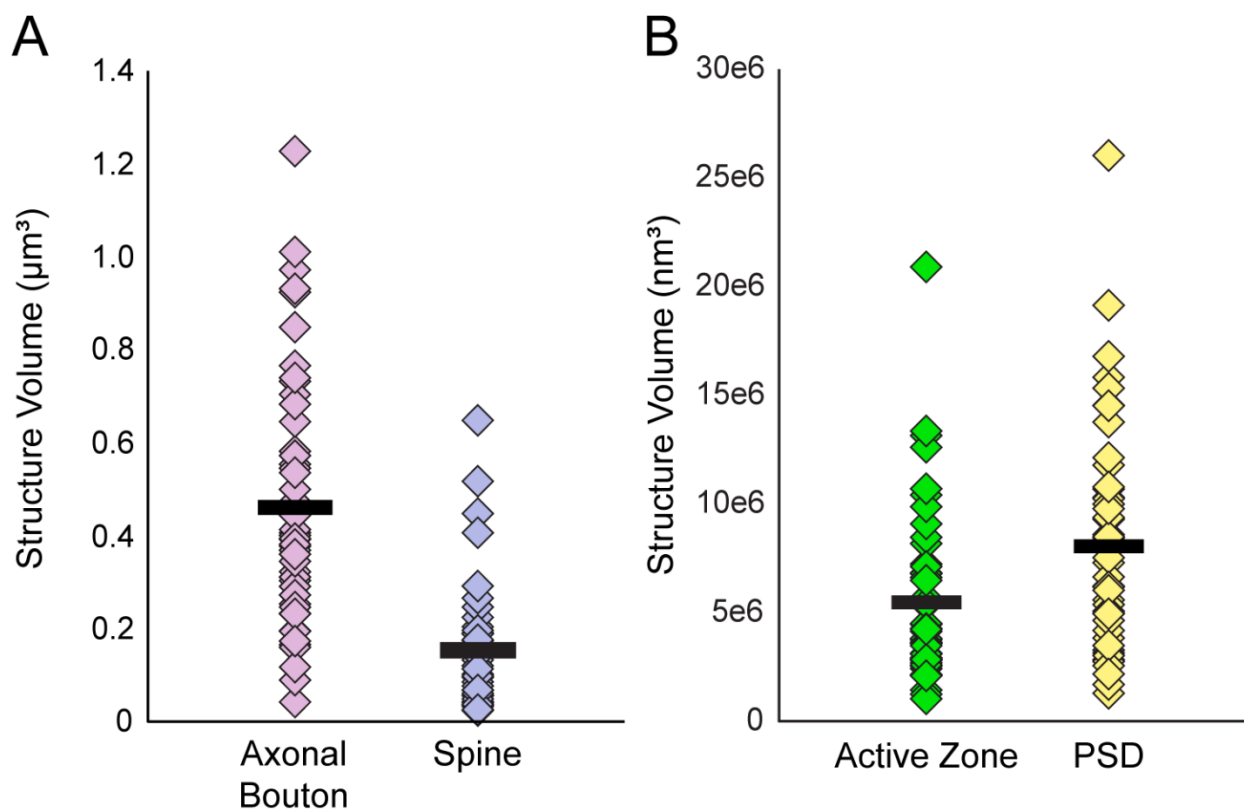 A
Structure Volume (µm³)
1.4
1.2
1.0
0.8
0.6
0.4
0.2
0
Axonal
Bouton
Spine
B
Structure Volume (nm³)
30e6
25e6
20e6
15e6
10e6
5e6
0
Active Zone
PSD